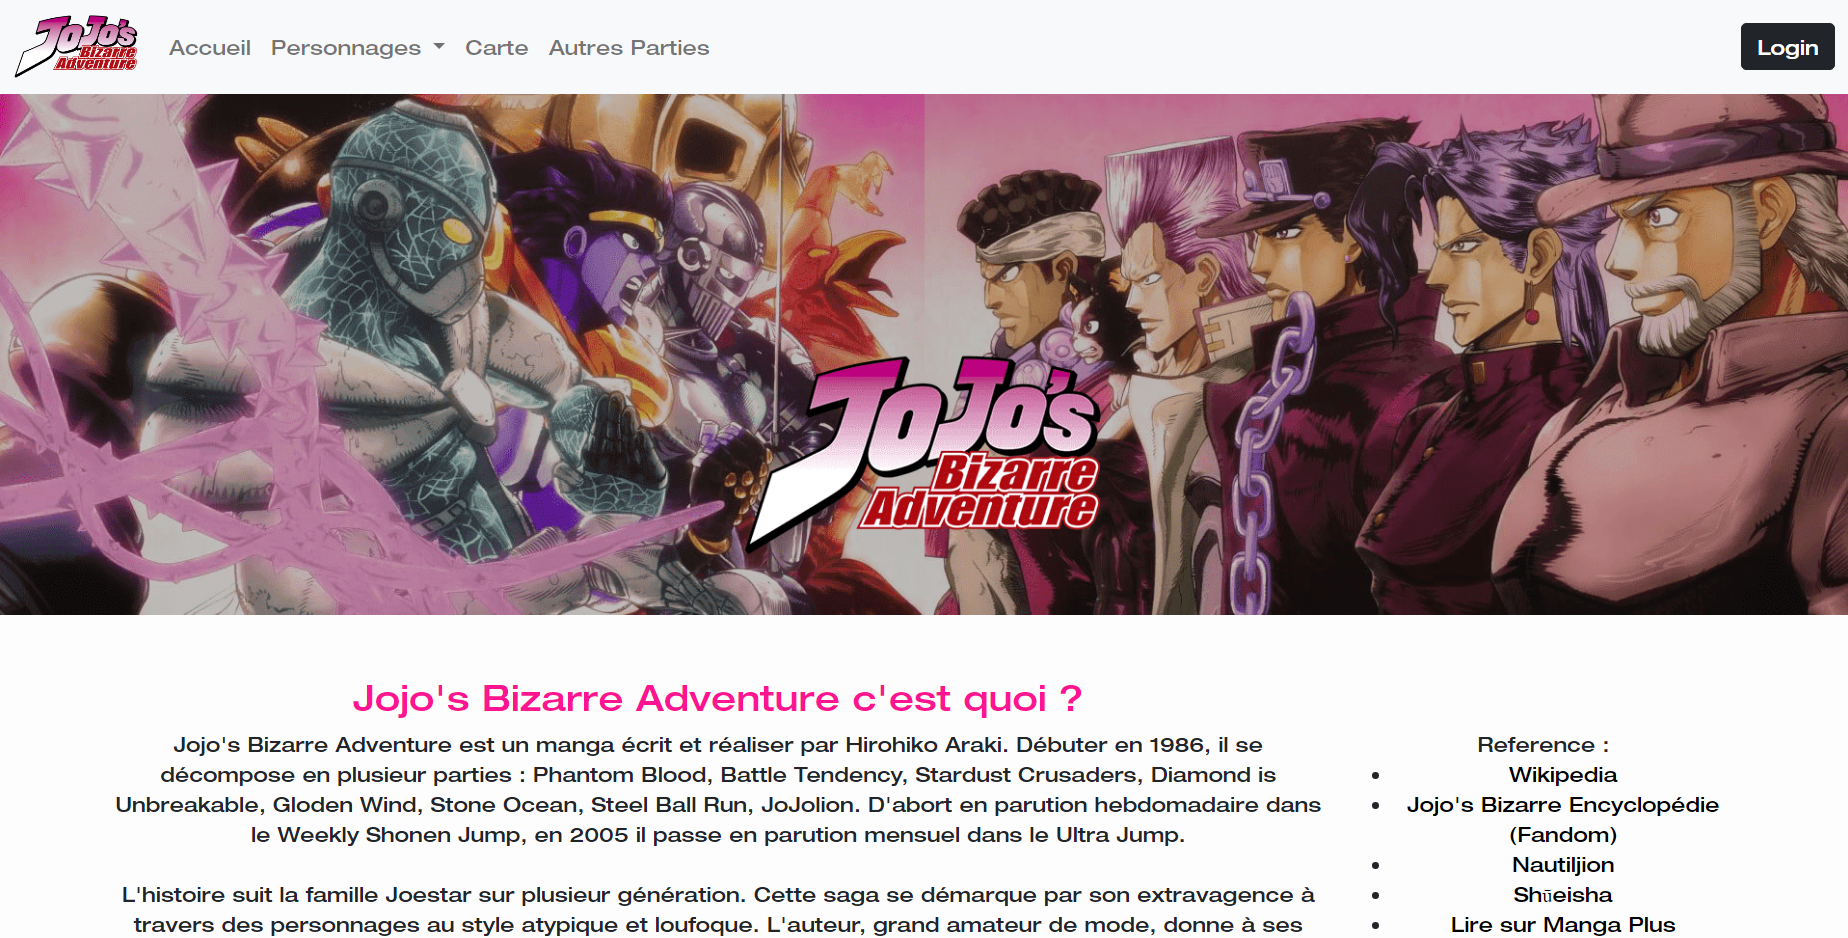 JoJo's
Bizarre
Adventure
Accueil
Personnages
Carte
Autres Parties
Login
JoJo's
Bizarre
Adventure
Jojo's Bizarre Adventure c'est quoi ?
Jojo's Bizarre Adventure est un manga écrit et réaliser par Hirohiko Araki. Débuter en 1986, il se
décompose en plusieur parties : Phantom Blood, Battle Tendency, Stardust Crusaders, Diamond is
Unbreakable, Gloden Wind, Stone Ocean, Steel Ball Run, JoJolion. D'abort en parution hebdomadaire dans
le Weekly Shonen Jump, en 2005 il passe en parution mensuel dans le Ultra Jump.
L'histoire suit la famille Joestar sur plusieur génération. Cette saga se démarque par son extravagence à
travers des personnages au style atypique et loufoque. L'auteur, grand amateur de mode, donne à ses
Reference :
Wikipedia
Jojo's Bizarre Encyclopédie
(Fandom)
Nautiljion
Shūeisha
Lire sur Manga Plus